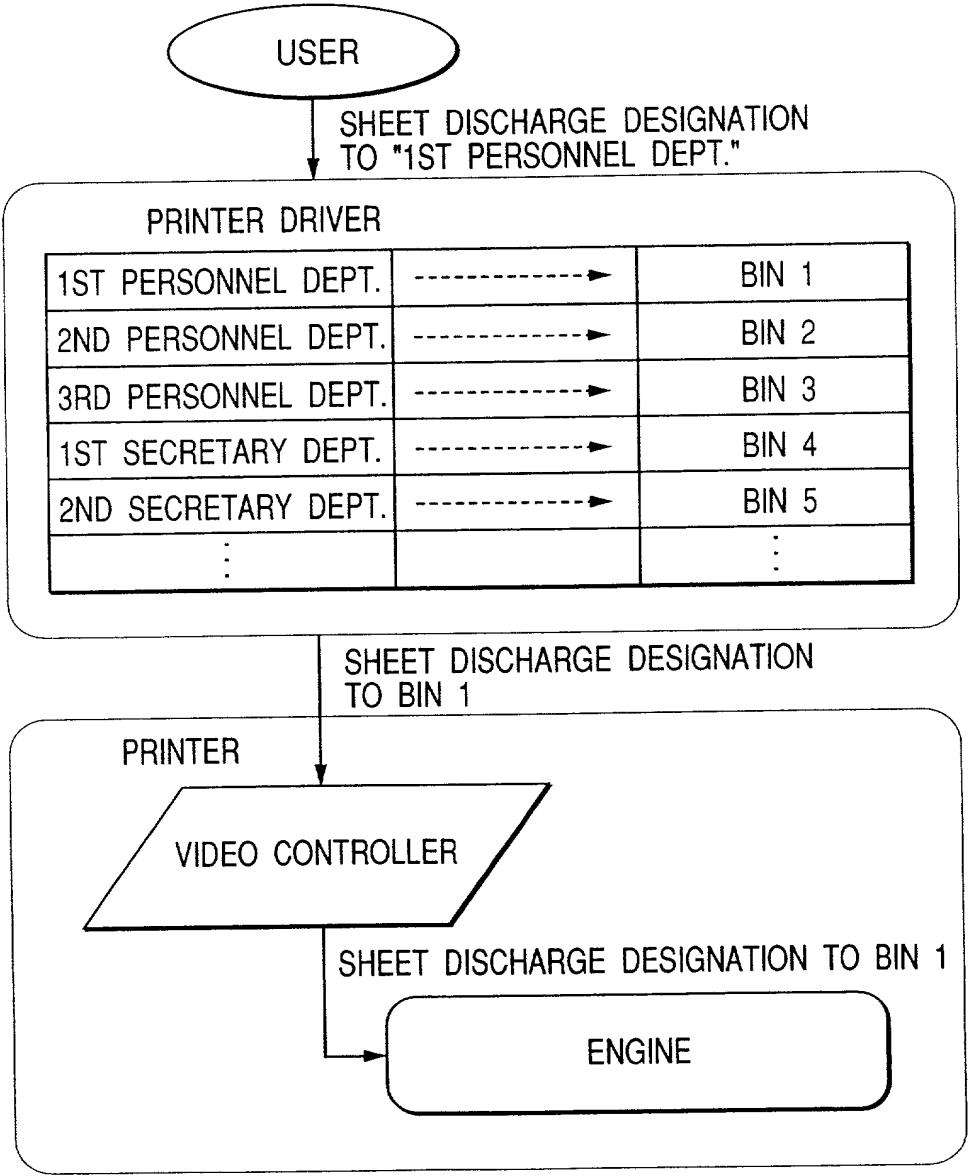 USER
SHEET DISCHARGE DESIGNATION
TO "1ST PERSONNEL DEPT."
PRINTER DRIVER
1ST PERSONNEL DEPT. BIN 1
2ND PERSONNEL DEPT. BIN 2
3RD PERSONNEL DEPT. BIN 3
1ST SECRETARY DEPT. BIN 4
2ND SECRETARY DEPT. BIN 5
SHEET DISCHARGE DESIGNATION
TO BIN 1
PRINTER
VIDEO CONTROLLER
SHEET DISCHARGE DESIGNATION TO BIN 1
ENGINE